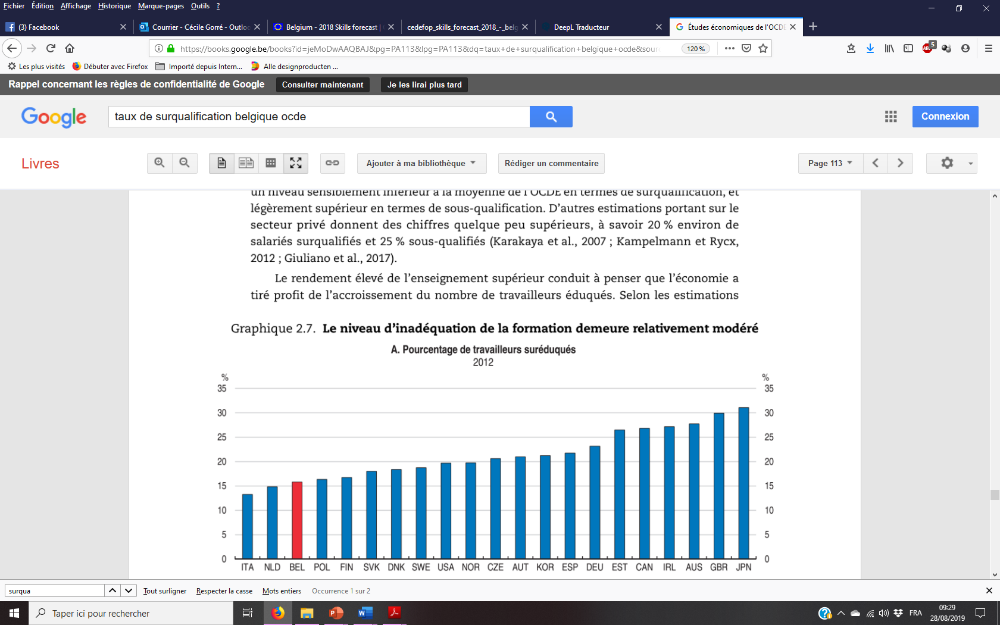 Fichier Édition Affichage Historique Marque-pages Outils ?
(3) Facebook
Courrier - Cécile Gorré - Outloo
Belgium - 2018 Skills forecast |
cedefop_skills_forecast_2018_-_belg
DeepL Traducteur
Études économiques de l'OCDE
https://books.google.be/books?id=jeMoDwAAQBAJ&pg=PA113&lpg=PA113&dq=taux+de+surqualification+belgique+ocde&sourc
120 %
5
Les plus visités Débuter avec Firefox Importé depuis Intern... Alle designproducten ...
Rappel concernant les règles de confidentialité de Google Consulter maintenant Je les lirai plus tard
Google
taux de surqualification belgique ocde
Connexion
Livres
Ajouter à ma bibliothèque
Rédiger un commentaire
Page 113
un niveau sensiblement inférieur à la moyenne de l'OCDE en termes de surqualification, et
légèrement supérieur en termes de sous-qualification. D'autres estimations portant sur le
secteur privé donnent des chiffres quelque peu supérieurs, à savoir 20 % environ de
salariés surqualifiés et 25 % sous-qualifiés (Karakaya et al., 2007 ; Kampelmann et Rycx,
2012 ; Giuliano et al., 2017).
Le rendement élevé de l'enseignement supérieur conduit à penser que l'économie a
tiré profit de l'accroissement du nombre de travailleurs éduqués. Selon les estimations
Graphique 2.7. Le niveau d'inadéquation de la formation demeure relativement modéré
A. Pourcentage de travailleurs suréduqués
2012
% %
35 35
30 30
25 25
20 20
15 15
10 10
5 5
0 0
ITA NLD BEL POL FIN SVK DNK SWE USA NOR CZE AUT KOR ESP DEU EST CAN IRL AUS GBR JPN
surqua
Tout surligner Respecter la casse Mots entiers Occurrence 1 sur 2
Taper ici pour rechercher
FRA
09:29
28/08/2019